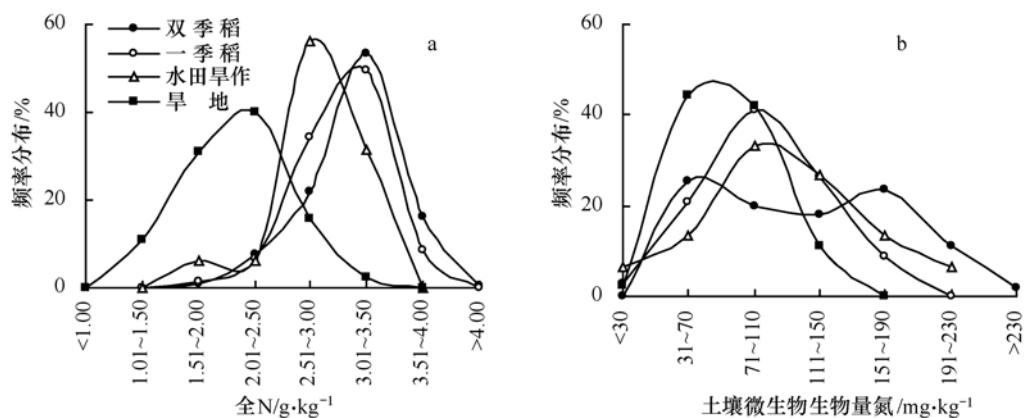 60
40
20
0
频率分布/%
双季稻
一季稻
水田旱作
旱 地
a
<1.00
1.01~1.50
1.51~2.00
2.01~2.50
2.51~3.00
3.01~3.50
3.51~4.00
>4.00
全N/g·kg⁻¹
60
40
20
0
频率分布/%
b
<30
31~70
71~110
111~150
151~190
191~230
>230
土壤微生物生物量氮/mg·kg⁻¹